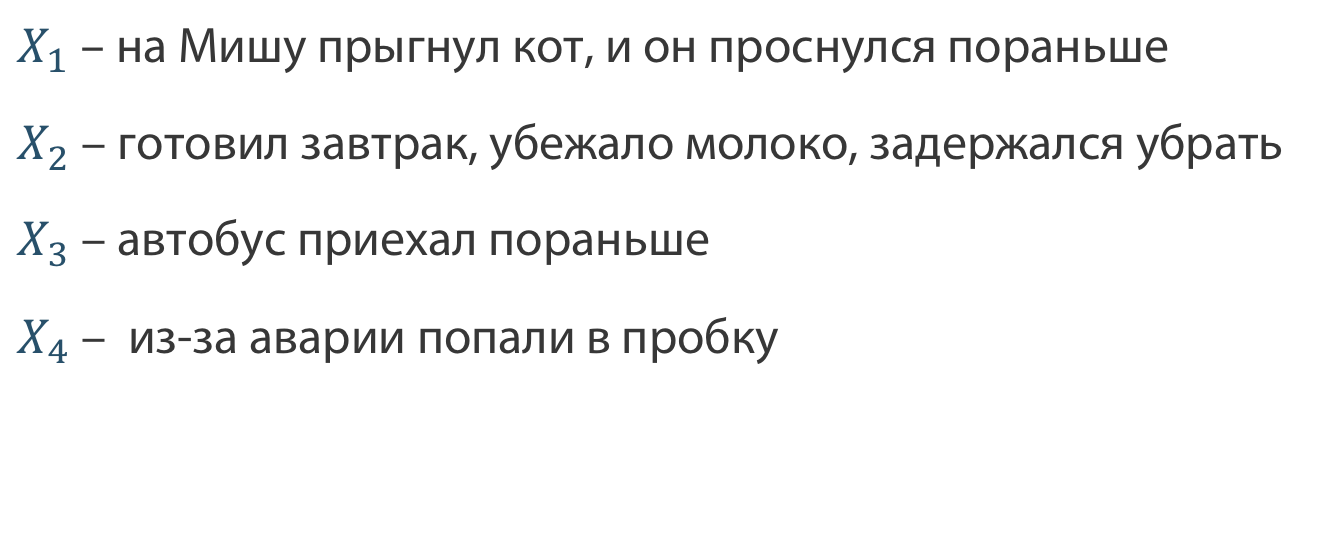 X₁ – на Мишу прыгнул кот, и он проснулся пораньше
X₂ – готовил завтрак, убежало молоко, задержался убрать
X₃ – автобус приехал пораньше
X₄ – из-за аварии попали в пробку